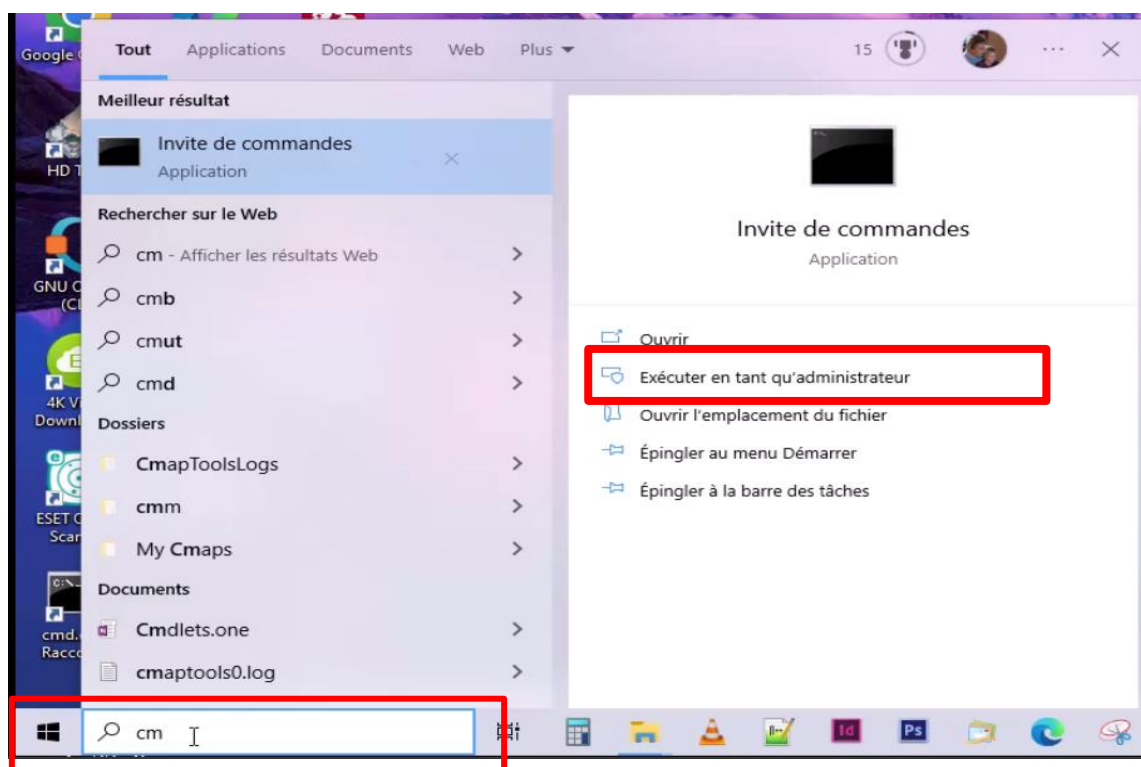 Google
Tout Applications Documents Web Plus 15
Meilleur résultat
Invite de commandes
Application
HD T
Rechercher sur le Web
cm - Afficher les résultats Web
GNU
(Cl
cmb
cmut
cmd
4K Vi
Downl
Dossiers
CmapToolsLogs
cmm
ESET
Scan
My Cmaps
Documents
Cmdlets.one
cmd.
Racco
cmaptools0.log
Invite de commandes
Application
Ouvrir
Exécuter en tant qu'administrateur
Ouvrir l'emplacement du fichier
Épingler au menu Démarrer
Épingler à la barre des tâches
cm
Id
Ps